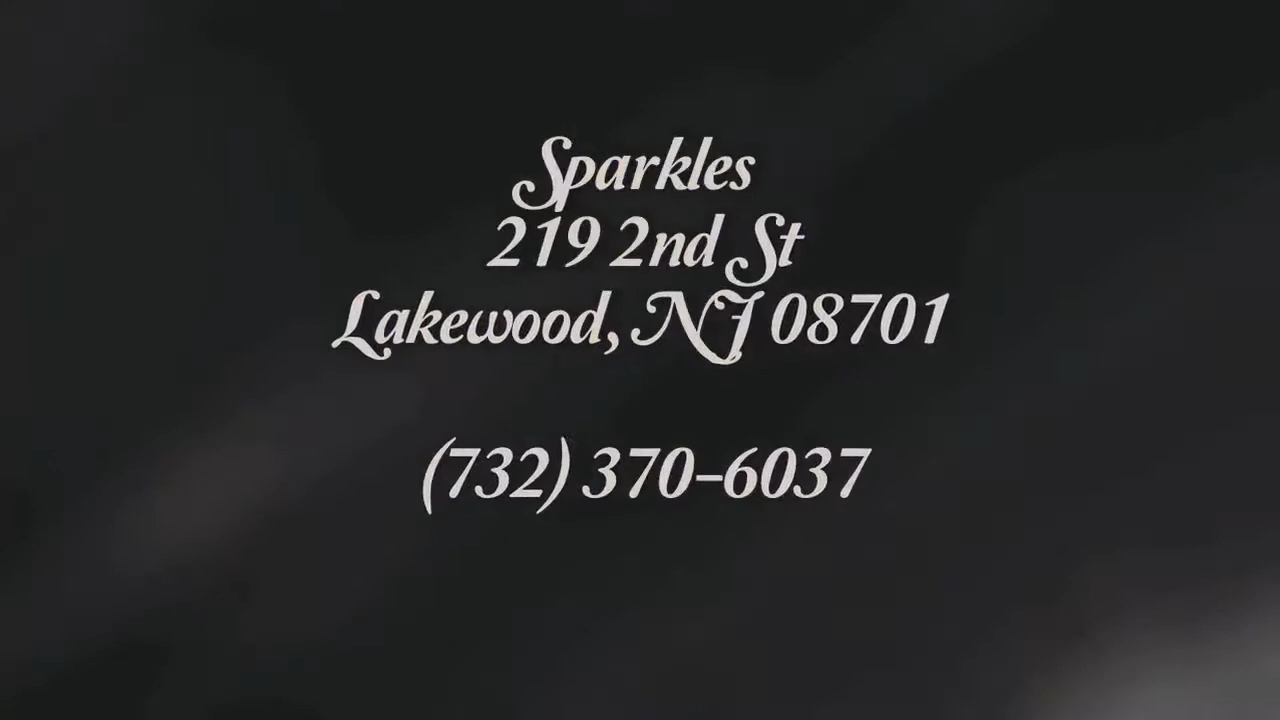 Sparkles
219 2nd St
Lakewood, NJ 08701
(732) 370-6037